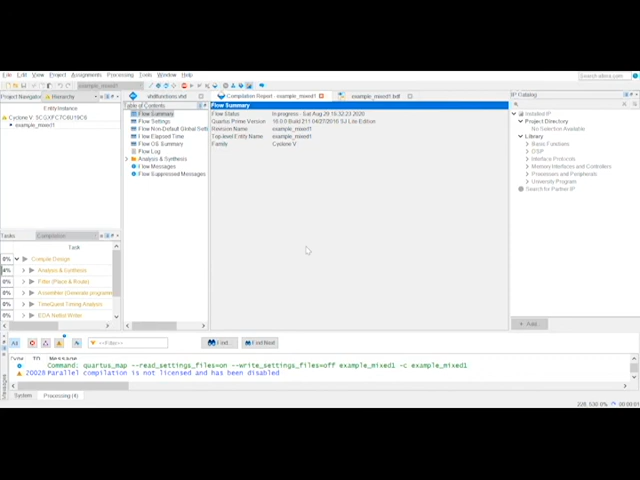 File Edit View Project Assignments Processing Tools Window Help
search altera.com
example_mixed1
Project Navigator Hierarchy
vhdfunctions.vhd
Compilation Report - example_mixed1
example_mixed1.bdf
IP Catalog
Entity:Instance
Cyclone V: 5CGXFC7C6U19C6
example_mixed1
Table of Contents
Flow Summary
Flow Settings
Flow Non-Default Global Setti
Flow Elapsed Time
Flow OS Summary
Flow Log
Analysis & Synthesis
Flow Messages
Flow Suppressed Messages
Flow Summary
Flow Status In progress - Sat Aug 29 15:32:23 2020
Quartus Prime Version 16.0.0 Build 211 04/27/2016 SJ Lite Edition
Revision Name example_mixed1
Top-level Entity Name example_mixed1
Family Cyclone V
Installed IP
Project Directory
No Selection Available
Library
Basic Functions
DSP
Interface Protocols
Memory Interfaces and Controllers
Processors and Peripherals
University Program
Search for Partner IP
Tasks Compilation
Task
0% Compile Design
4% Analysis & Synthesis
0% Fitter (Place & Route)
0% Assembler (Generate programm
0% TimeQuest Timing Analysis
0% EDA Netlist Writer
+ Add
All
<<Filter>>
Find...
Find Next
Type ID Message
Command: quartus_map --read_settings_files=on --write_settings_files=off example_mixed1 -c example_mixed1
20028 Parallel compilation is not licensed and has been disabled
Messages
System Processing (4)
0% 00:00:01